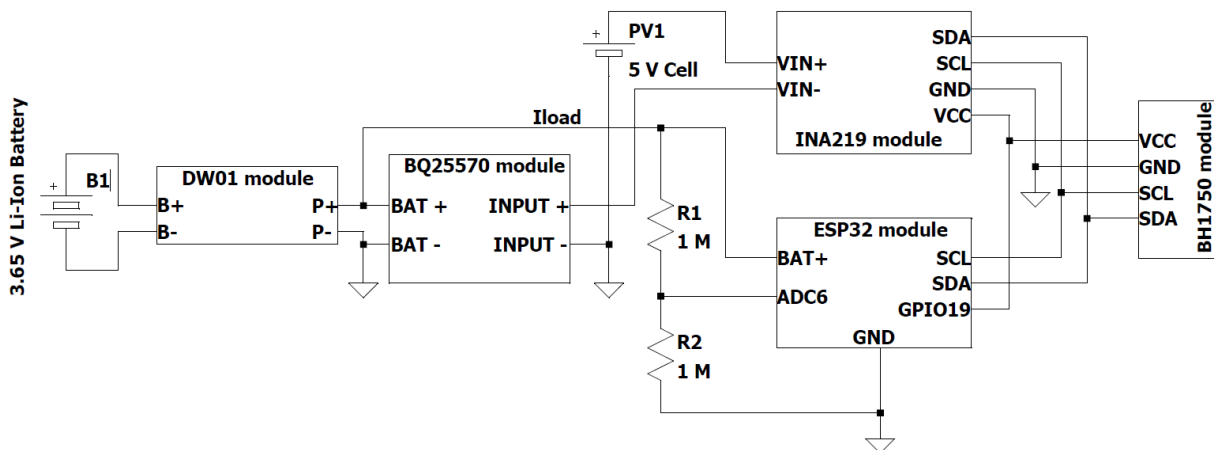 3.65 V Li-Ion Battery
+
B1
DW01 module
B+
B-
P+
P-
BQ25570 module
BAT +
BAT -
INPUT +
INPUT -
Iload
+
PV1
5 V Cell
R1
1 M
R2
1 M
VIN+
VIN-
SDA
SCL
GND
VCC
INA219 module
ESP32 module
BAT+
ADC6
SCL
SDA
GPIO19
GND
VCC
GND
SCL
SDA
BH1750 module